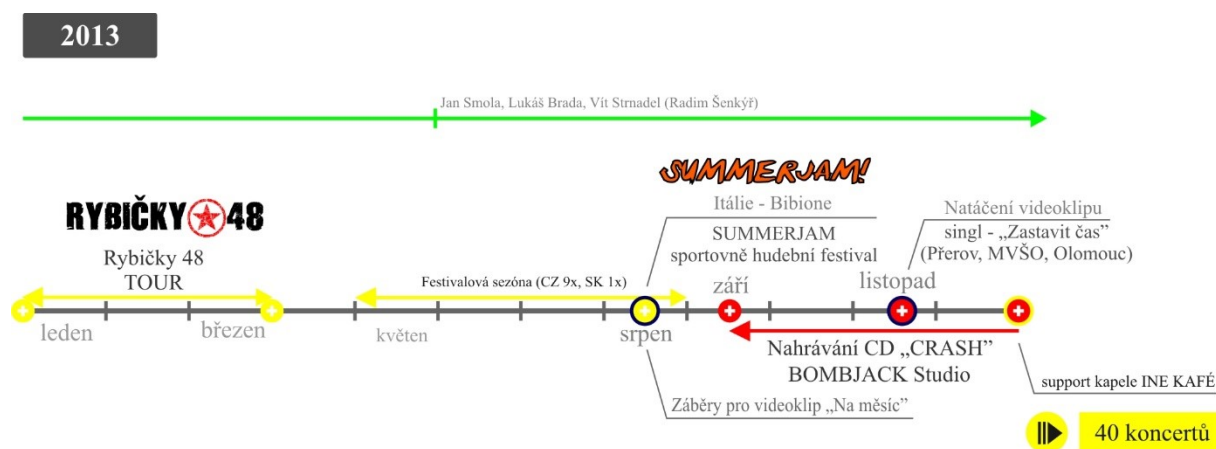 2013
Jan Smola, Lukáš Brada, Vít Strnadel (Radim Šenkýř)
SUMMERJAM!
RYBIČKY 48
Rybičky 48
TOUR
Itálie - Bibione
SUMMERJAM
sportovně hudební festival
Natáčení videoklipu
singl - „Zastavit čas”
(Přerov, MVŠO, Olomouc)
Festivalová sezóna (CZ 9x, SK 1x)
září
listopad
leden
březen
květen
srpen
Nahrávání CD „CRASH”
BOMBJACK Studio
support kapele INE KAFÉ
Záběry pro videoklip „Na měsíc”
40 koncertů